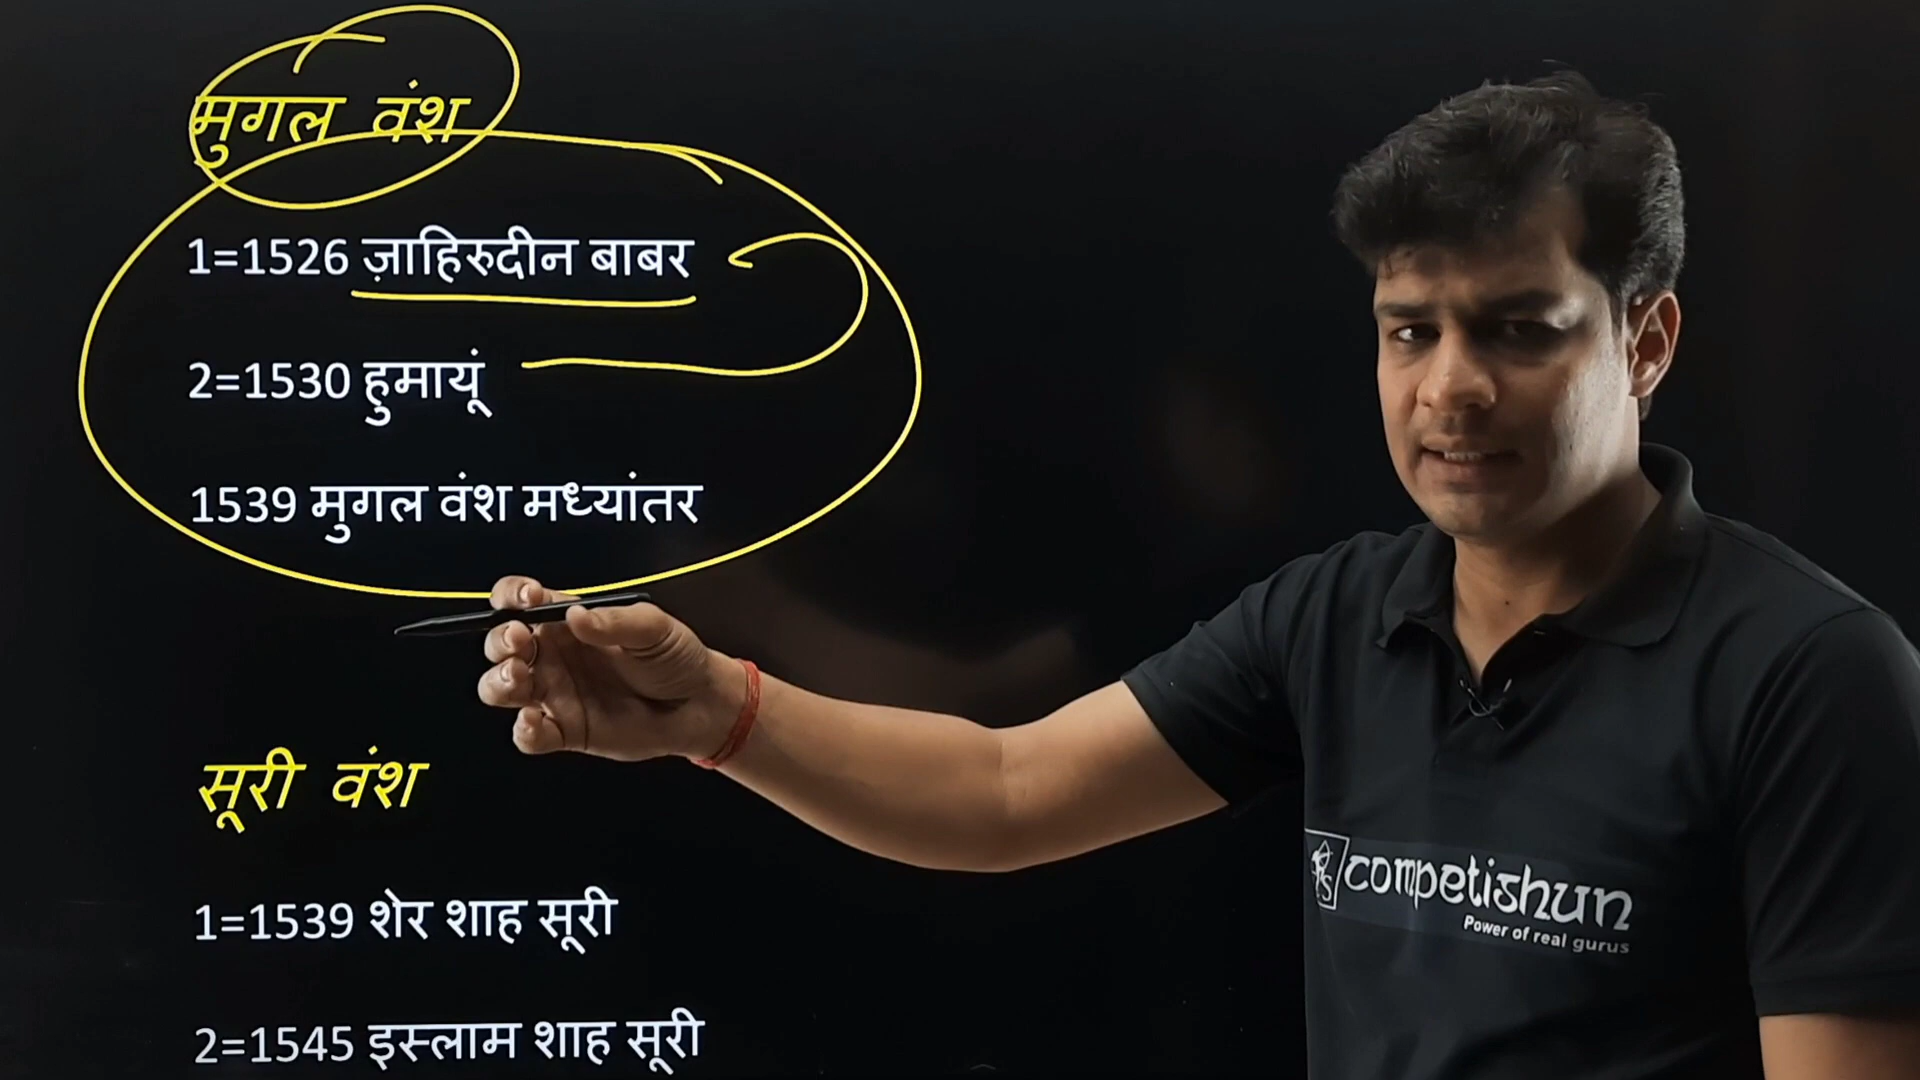 मुगल वंश
1=1526 ज़ाहिरुदीन बाबर
2=1530 हुमायूं
1539 मुगल वंश मध्यांतर
सूरी वंश
1=1539 शेर शाह सूरी
2=1545 इस्लाम शाह सूरी
competishun
Power of real gurus